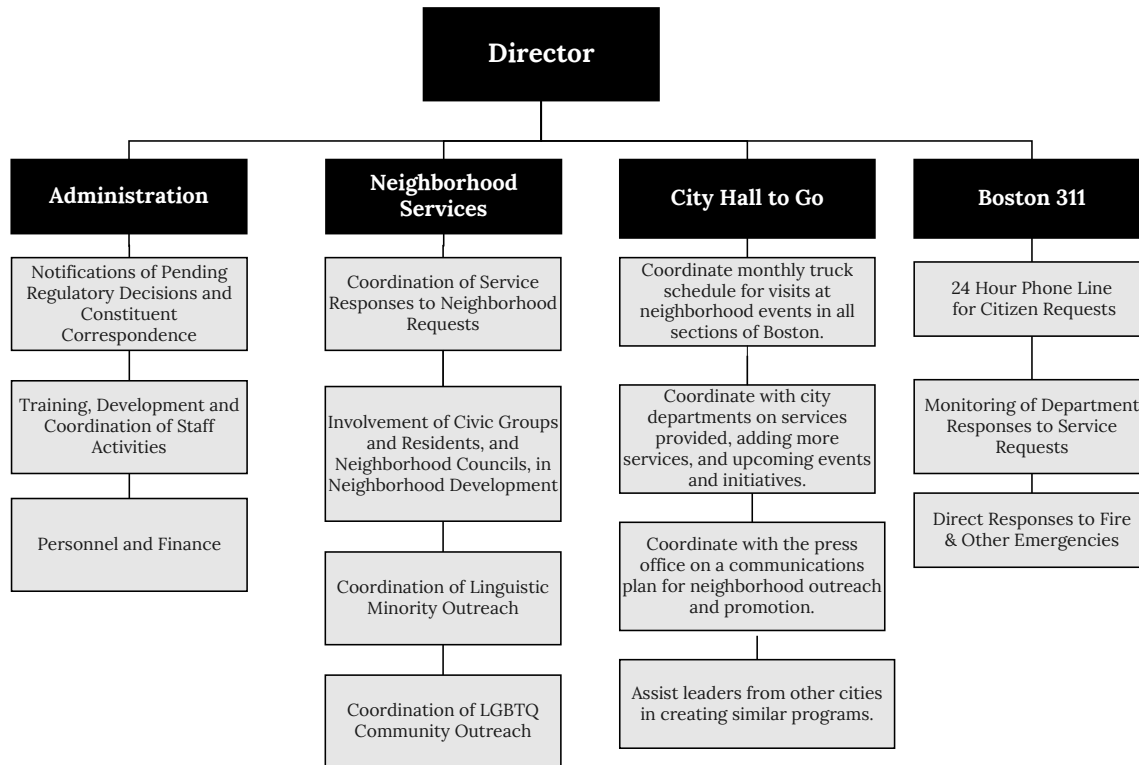 Director
Administration
Notifications of Pending
Regulatory Decisions and
Constituent
Correspondence
Training, Development and
Coordination of Staff
Activities
Personnel and Finance
Neighborhood
Services
Coordination of Service
Responses to Neighborhood
Requests
Involvement of Civic Groups
and Residents, and
Neighborhood Councils, in
Neighborhood Development
Coordination of Linguistic
Minority Outreach
Coordination of LGBTQ
Community Outreach
City Hall to Go
Coordinate monthly truck
schedule for visits at
neighborhood events in all
sections of Boston.
Coordinate with city
departments on services
provided, adding more
services, and upcoming events
and initiatives.
Coordinate with the press
office on a communications
plan for neighborhood outreach
and promotion.
Assist leaders from other cities
in creating similar programs.
Boston 311
24 Hour Phone Line
for Citizen Requests
Monitoring of Department
Responses to Service
Requests
Direct Responses to Fire
& Other Emergencies